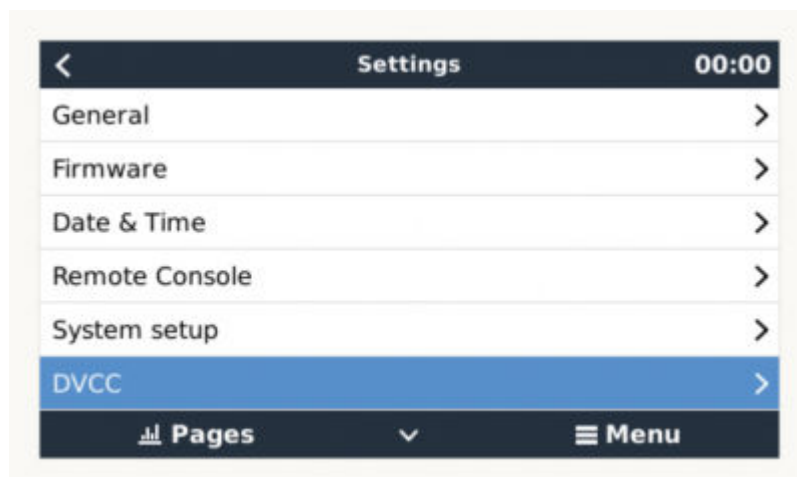 Settings 00:00
General
Firmware
Date & Time
Remote Console
System setup
DVCC
Pages Menu